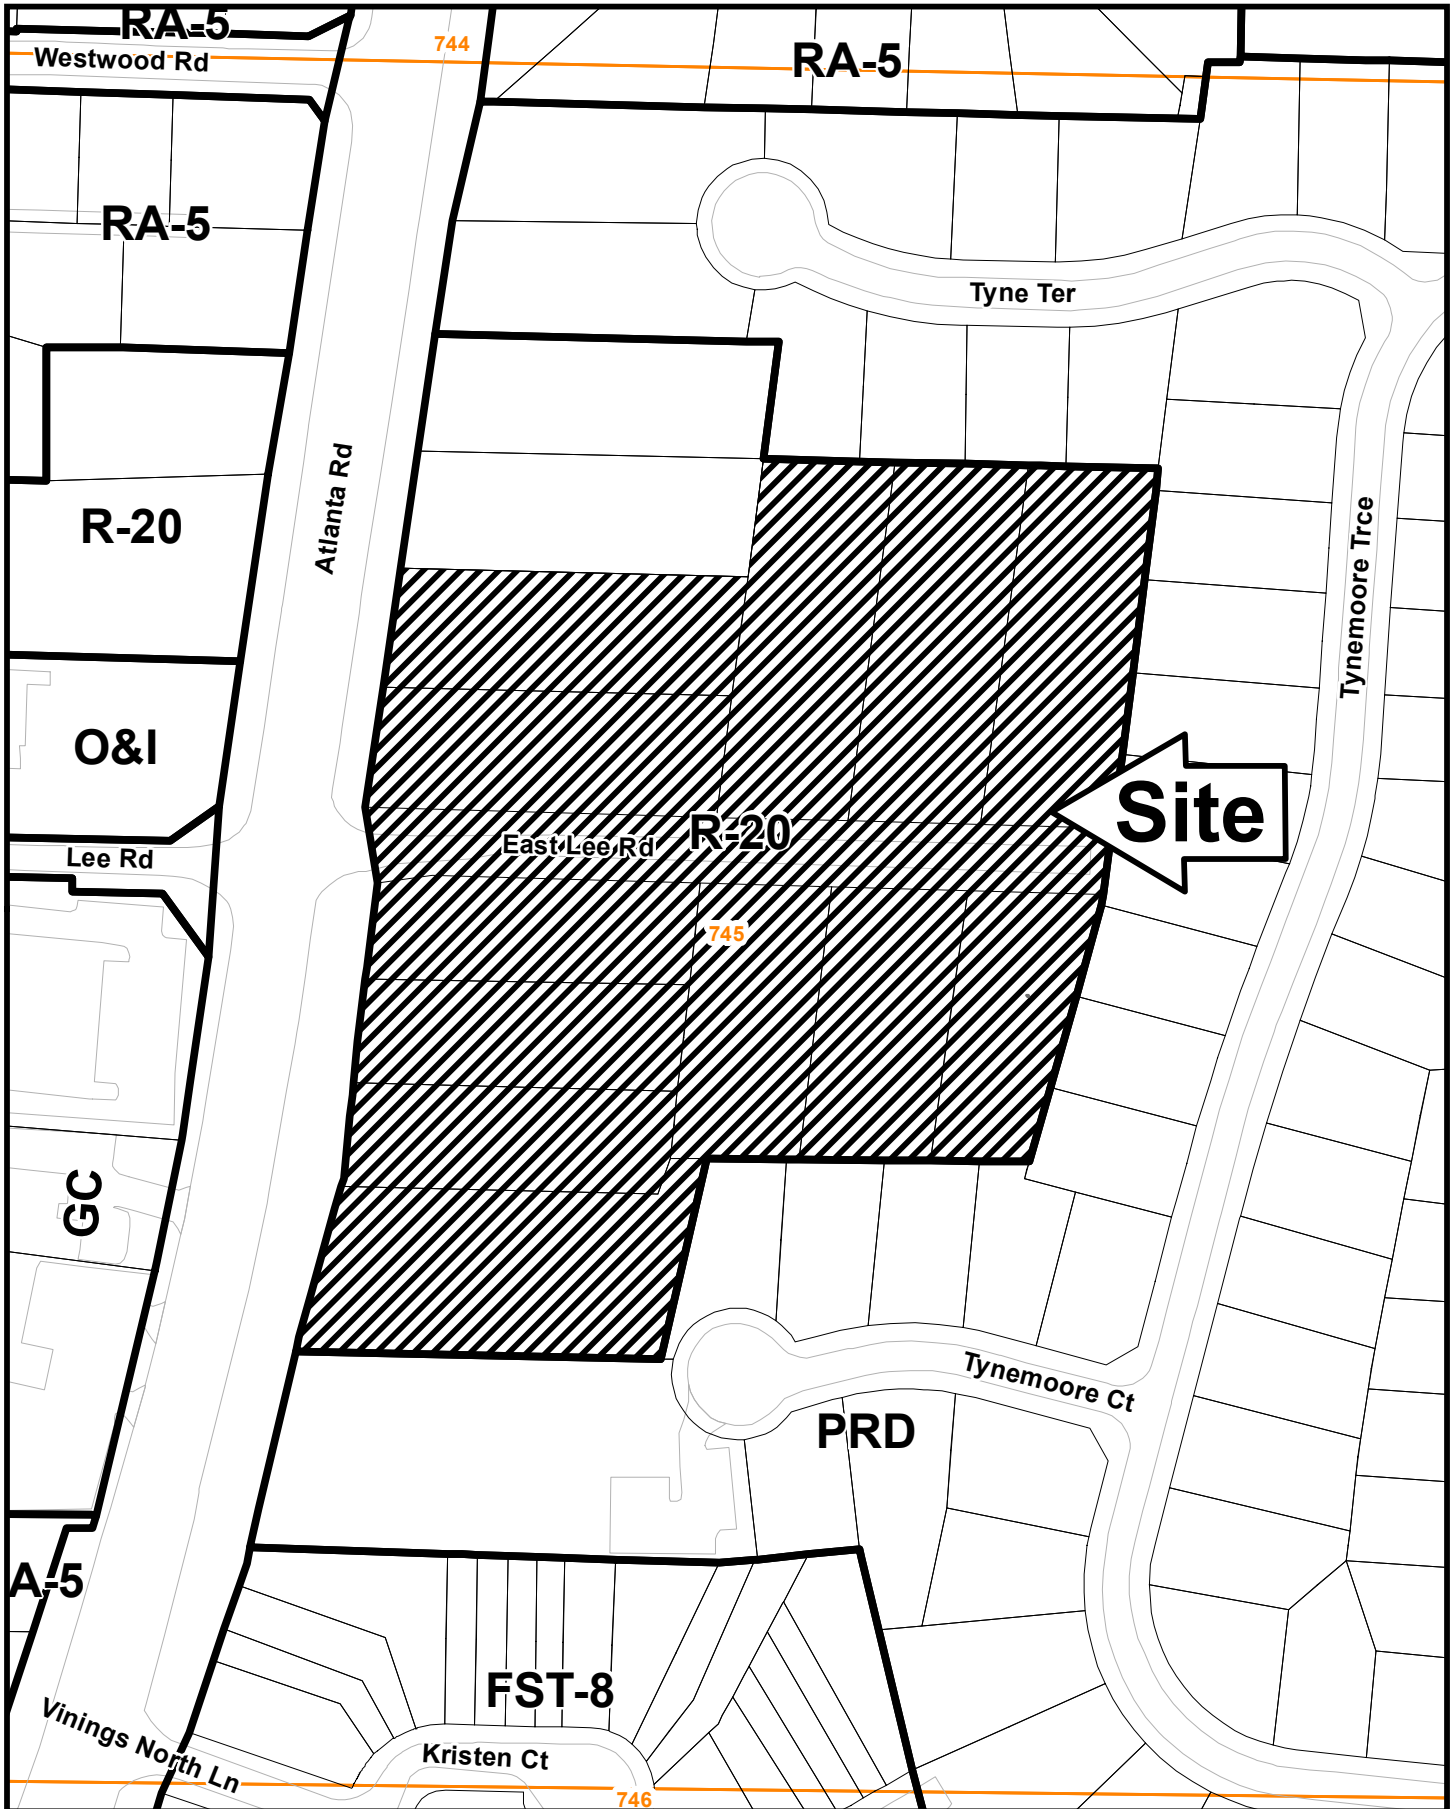 RA-5
744
Westwood Rd
RA-5
RA-5
Tyne Ter
Atlanta Rd
R-20
Tynemoore Trce
O&I
Site
R-20
East Lee Rd
Lee Rd
745
GC
Tynemoore Ct
PRD
A-5
FST-8
Vinings North Ln
Kristen Ct
746